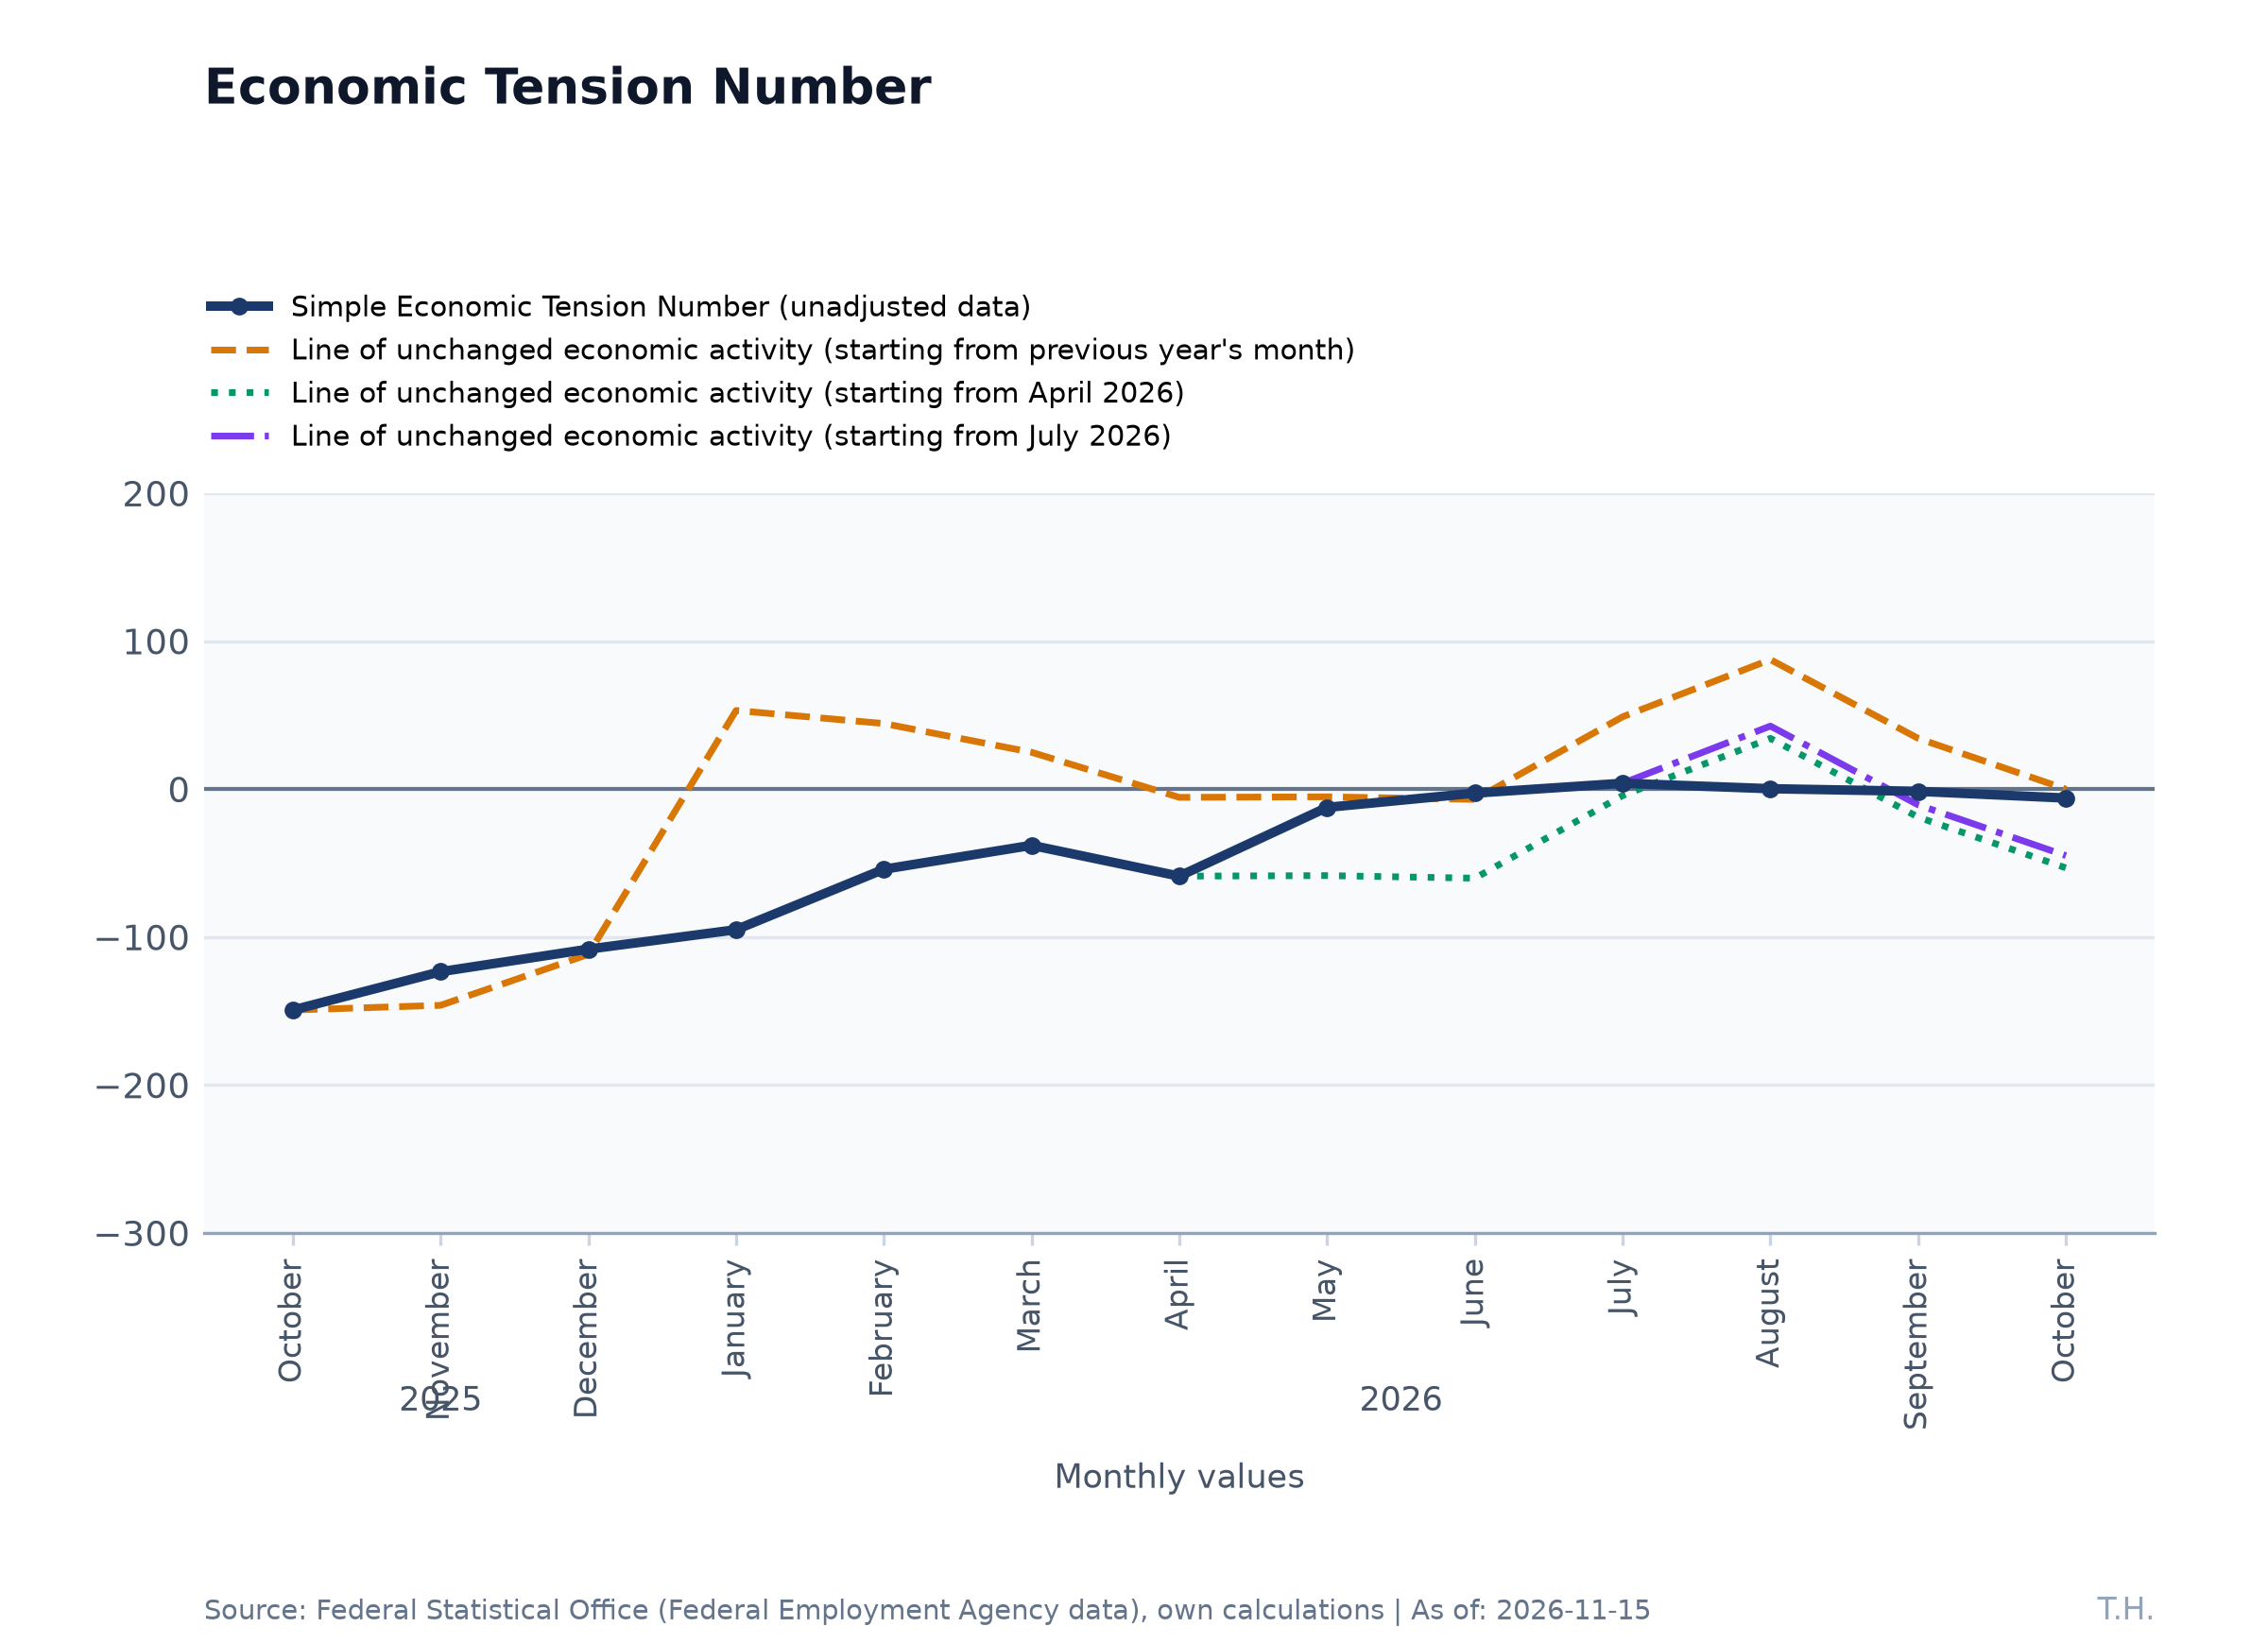 Economic Tension Number
Simple Economic Tension Number (unadjusted data)
Line of unchanged economic activity (starting from previous year's month)
Line of unchanged economic activity (starting from April 2026)
Line of unchanged economic activity (starting from July 2026)
200
100
0
−100
−200
−300
October
November
December
January
February
March
April
May
June
July
August
September
October
2025
2026
Monthly values
Source: Federal Statistical Office (Federal Employment Agency data), own calculations | As of: 2026-11-15
T.H.